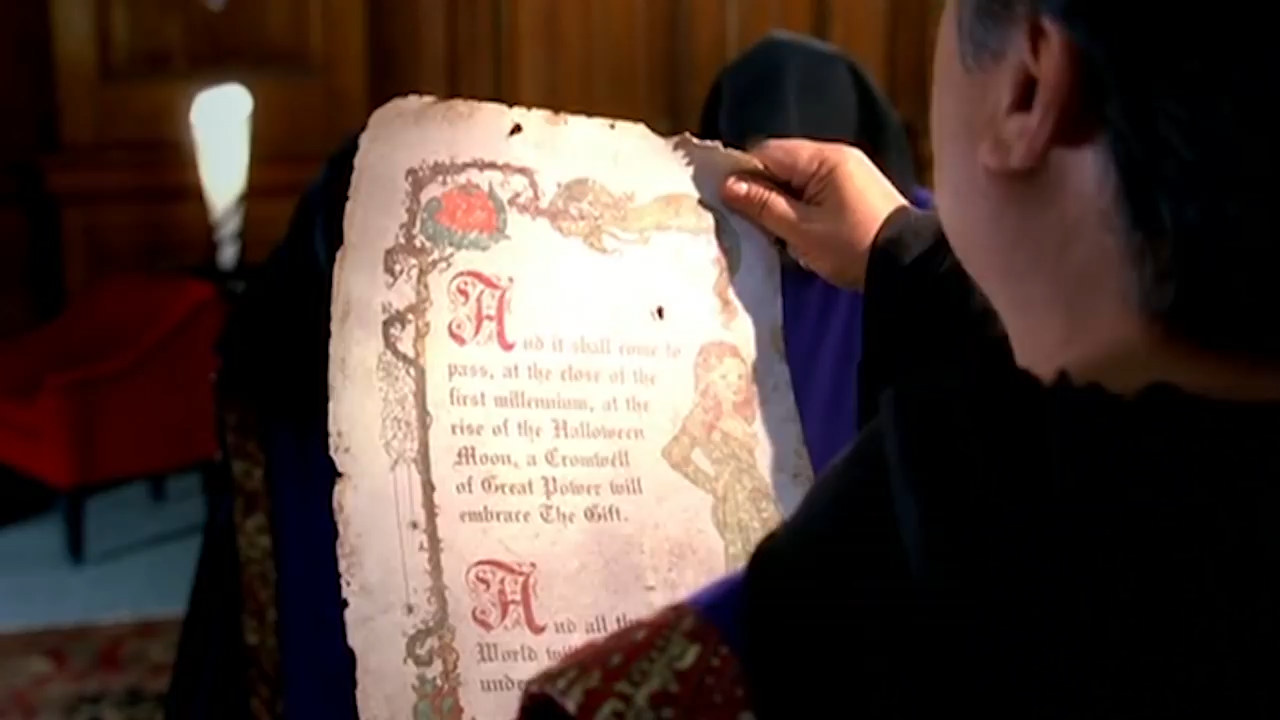 And it shall come to
pass, at the close of the
first millennium, at the
rise of the Halloween
Moon, a Cromwell
of Great Power will
embrace The Gift.
And all the
World
unde